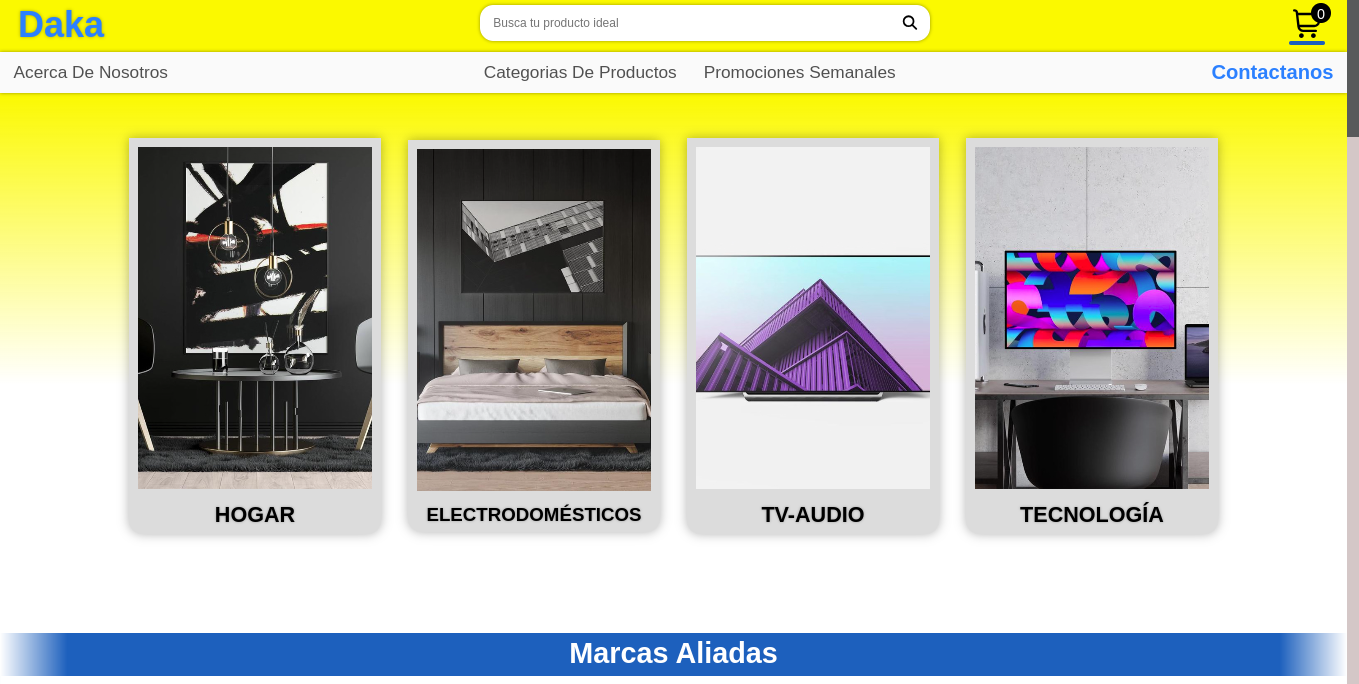 Daka
Busca tu producto ideal
0
Acerca De Nosotros
Categorias De Productos
Promociones Semanales
Contactanos
HOGAR
ELECTRODOMÉSTICOS
TV-AUDIO
TECNOLOGÍA
Marcas Aliadas